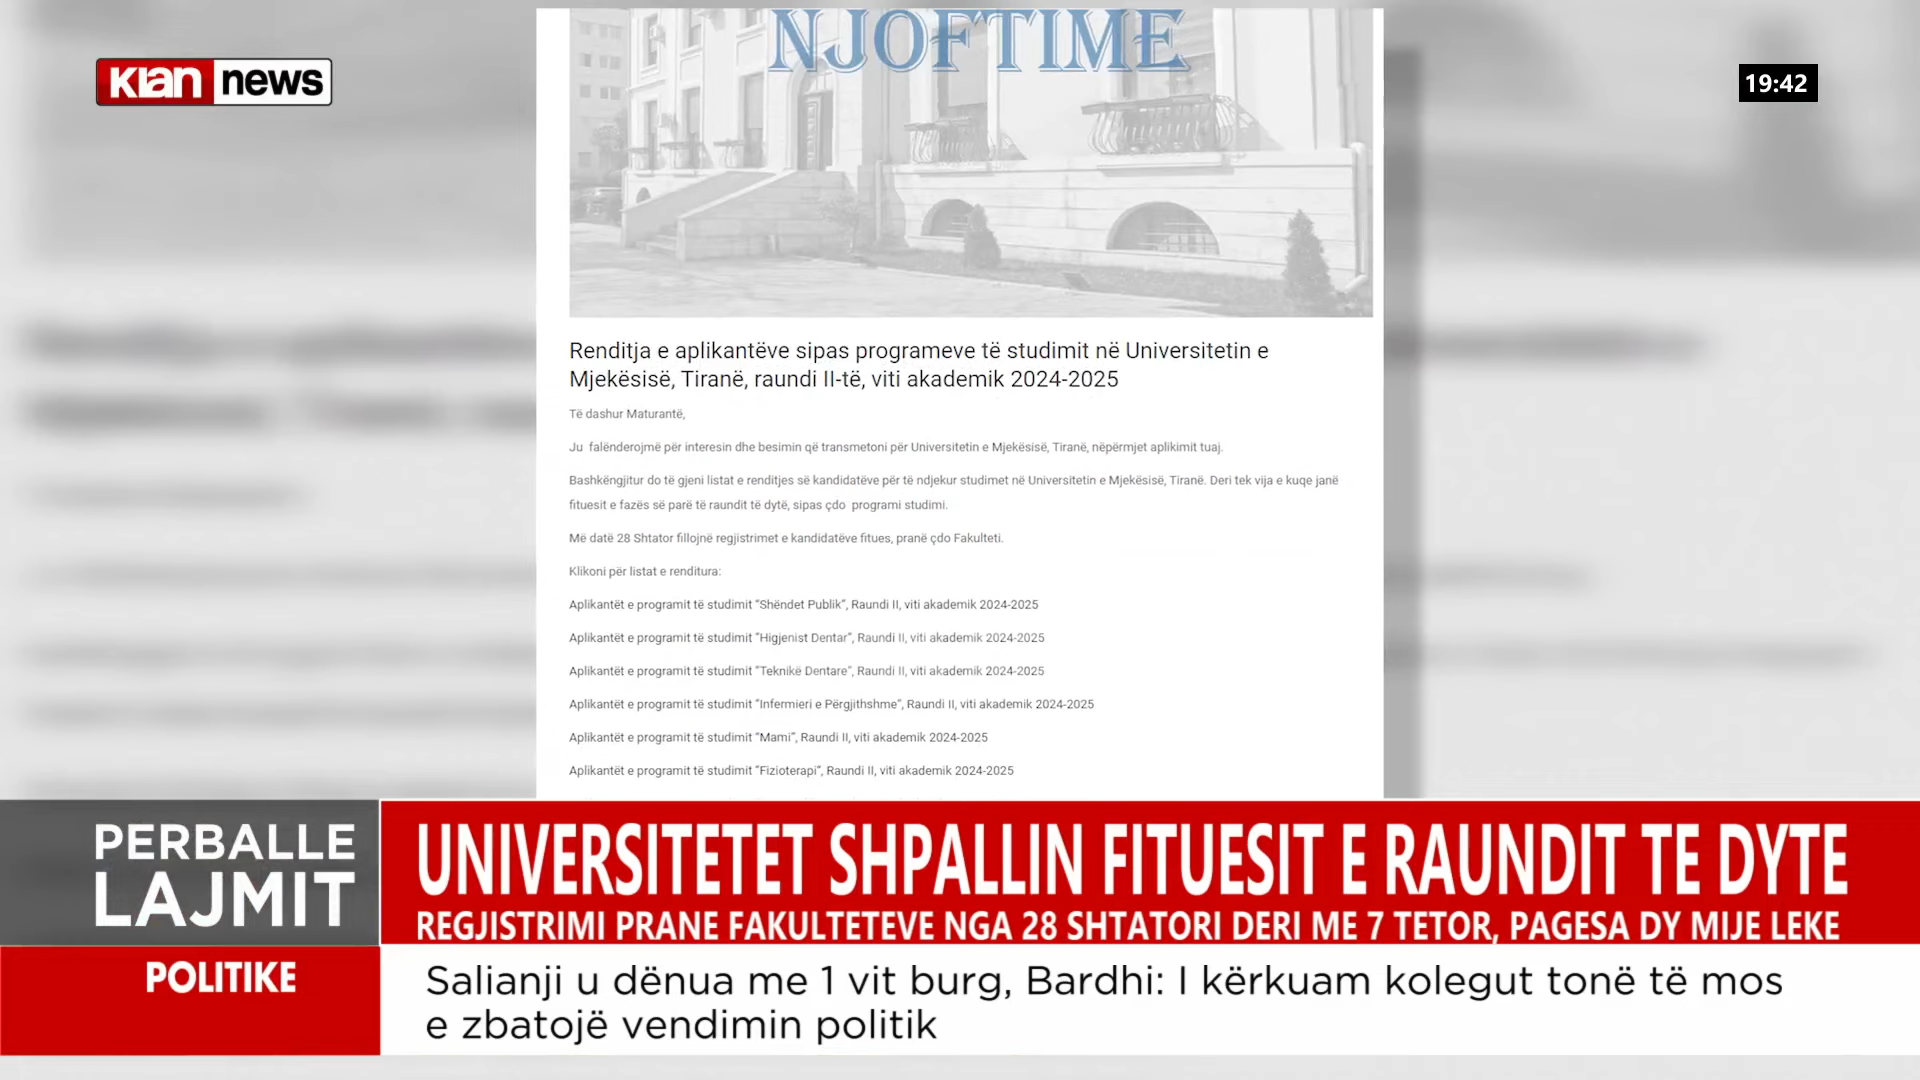 NJOFTIME
Klan news
19:42
Renditja e aplikantëve sipas programeve të studimit në Universitetin e
Mjekësisë, Tiranë, raundi II-të, viti akademik 2024-2025
Të dashur Maturantë,
Ju falënderojmë për interesin dhe besimin që transmetoni për Universitetin e Mjekësisë, Tiranë, nëpërmjet aplikimit tuaj.
Bashkëngjitur do të gjeni listat e renditjes së kandidatëve për të ndjekur studimet në Universitetin e Mjekësisë, Tiranë. Deri tek vija e kuqe janë
fituesit e fazës së parë të raundit të dytë, sipas çdo programi studimi.
Më datë 28 Shtator fillojnë regjistrimet e kandidatëve fitues, pranë çdo Fakulteti.
Klikoni për listat e renditura:
Aplikantët e programit të studimit “Shëndet Publik”, Raundi II, viti akademik 2024-2025
Aplikantët e programit të studimit “Higjenist Dentar”, Raundi II, viti akademik 2024-2025
Aplikantët e programit të studimit “Teknikë Dentare”, Raundi II, viti akademik 2024-2025
Aplikantët e programit të studimit “Infermieri e Përgjithshme”, Raundi II, viti akademik 2024-2025
Aplikantët e programit të studimit “Mami”, Raundi II, viti akademik 2024-2025
Aplikantët e programit të studimit “Fizioterapi”, Raundi II, viti akademik 2024-2025
PERBALLE
LAJMIT
UNIVERSITETET SHPALLIN FITUESIT E RAUNDIT TE DYTE
REGJISTRIMI PRANE FAKULTETEVE NGA 28 SHTATORI DERI ME 7 TETOR, PAGESA DY MIJE LEKE
POLITIKE
Salianji u dënua me 1 vit burg, Bardhi: I kërkuam kolegut tonë të mos
e zbatojë vendimin politik